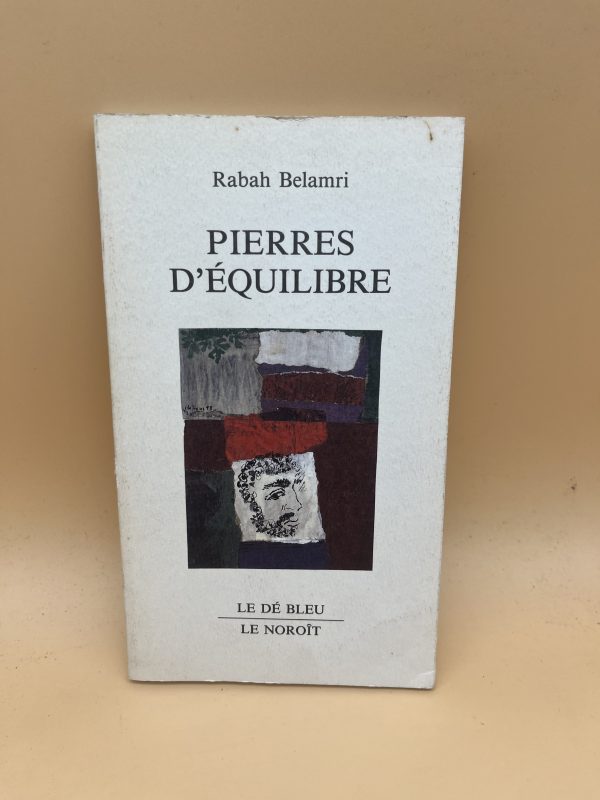 Rabah Belamri
PIERRES
D'ÉQUILIBRE
LE DÉ BLEU
LE NOROÎT